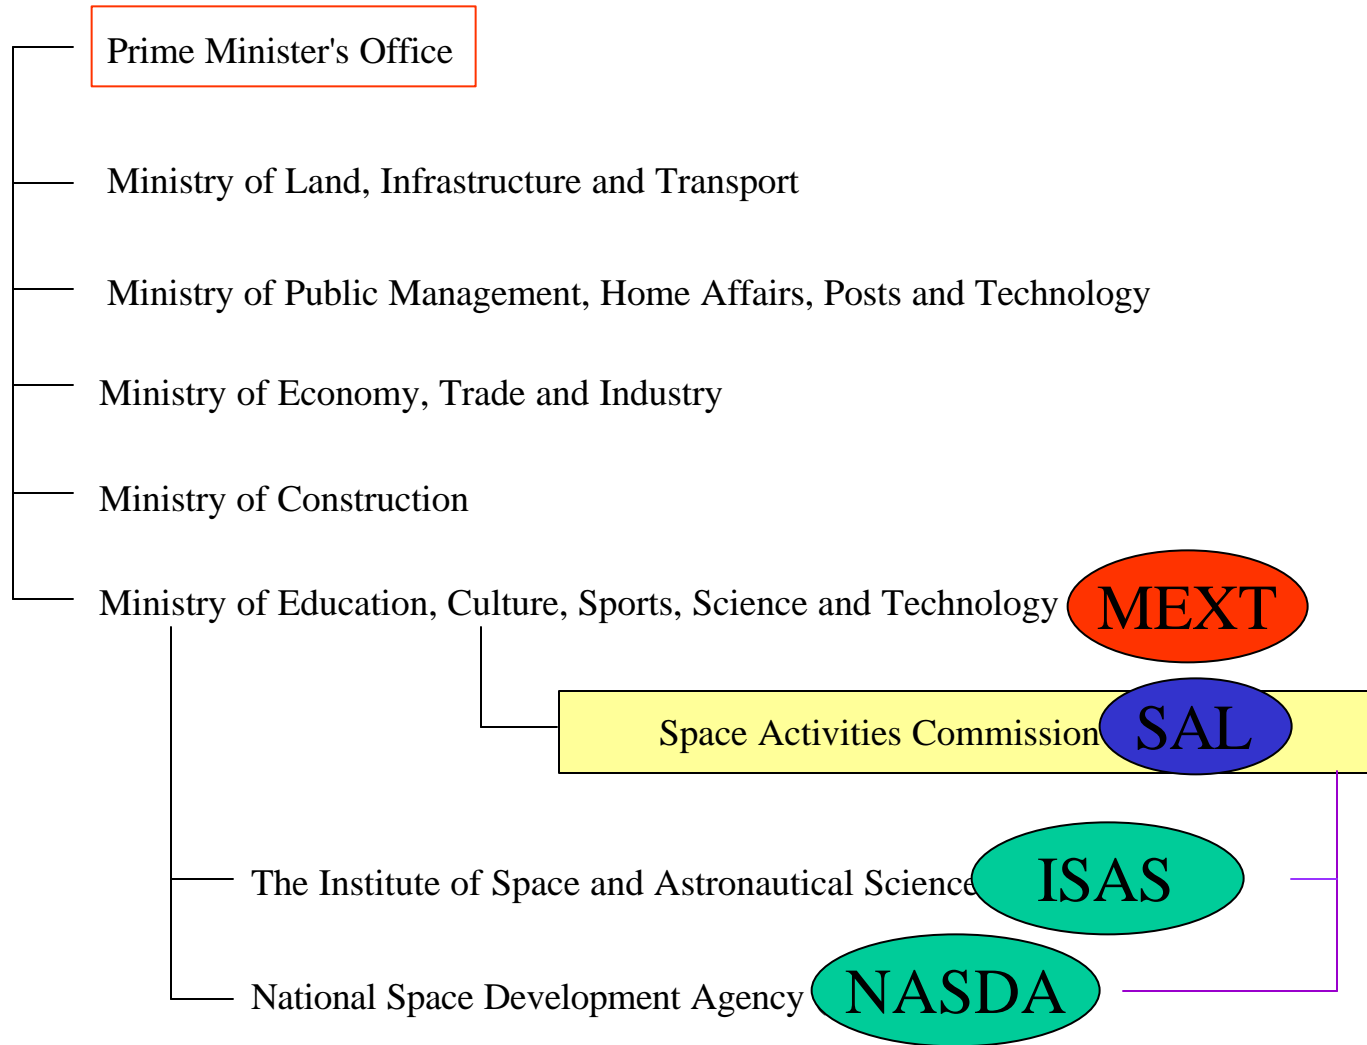 Prime Minister's Office
Ministry of Land, Infrastructure and Transport
Ministry of Public Management, Home Affairs, Posts and Technology
Ministry of Economy, Trade and Industry
Ministry of Construction
Ministry of Education, Culture, Sports, Science and Technology MEXT
Space Activities Commission SAL
The Institute of Space and Astronautical Science ISAS
National Space Development Agency NASDA